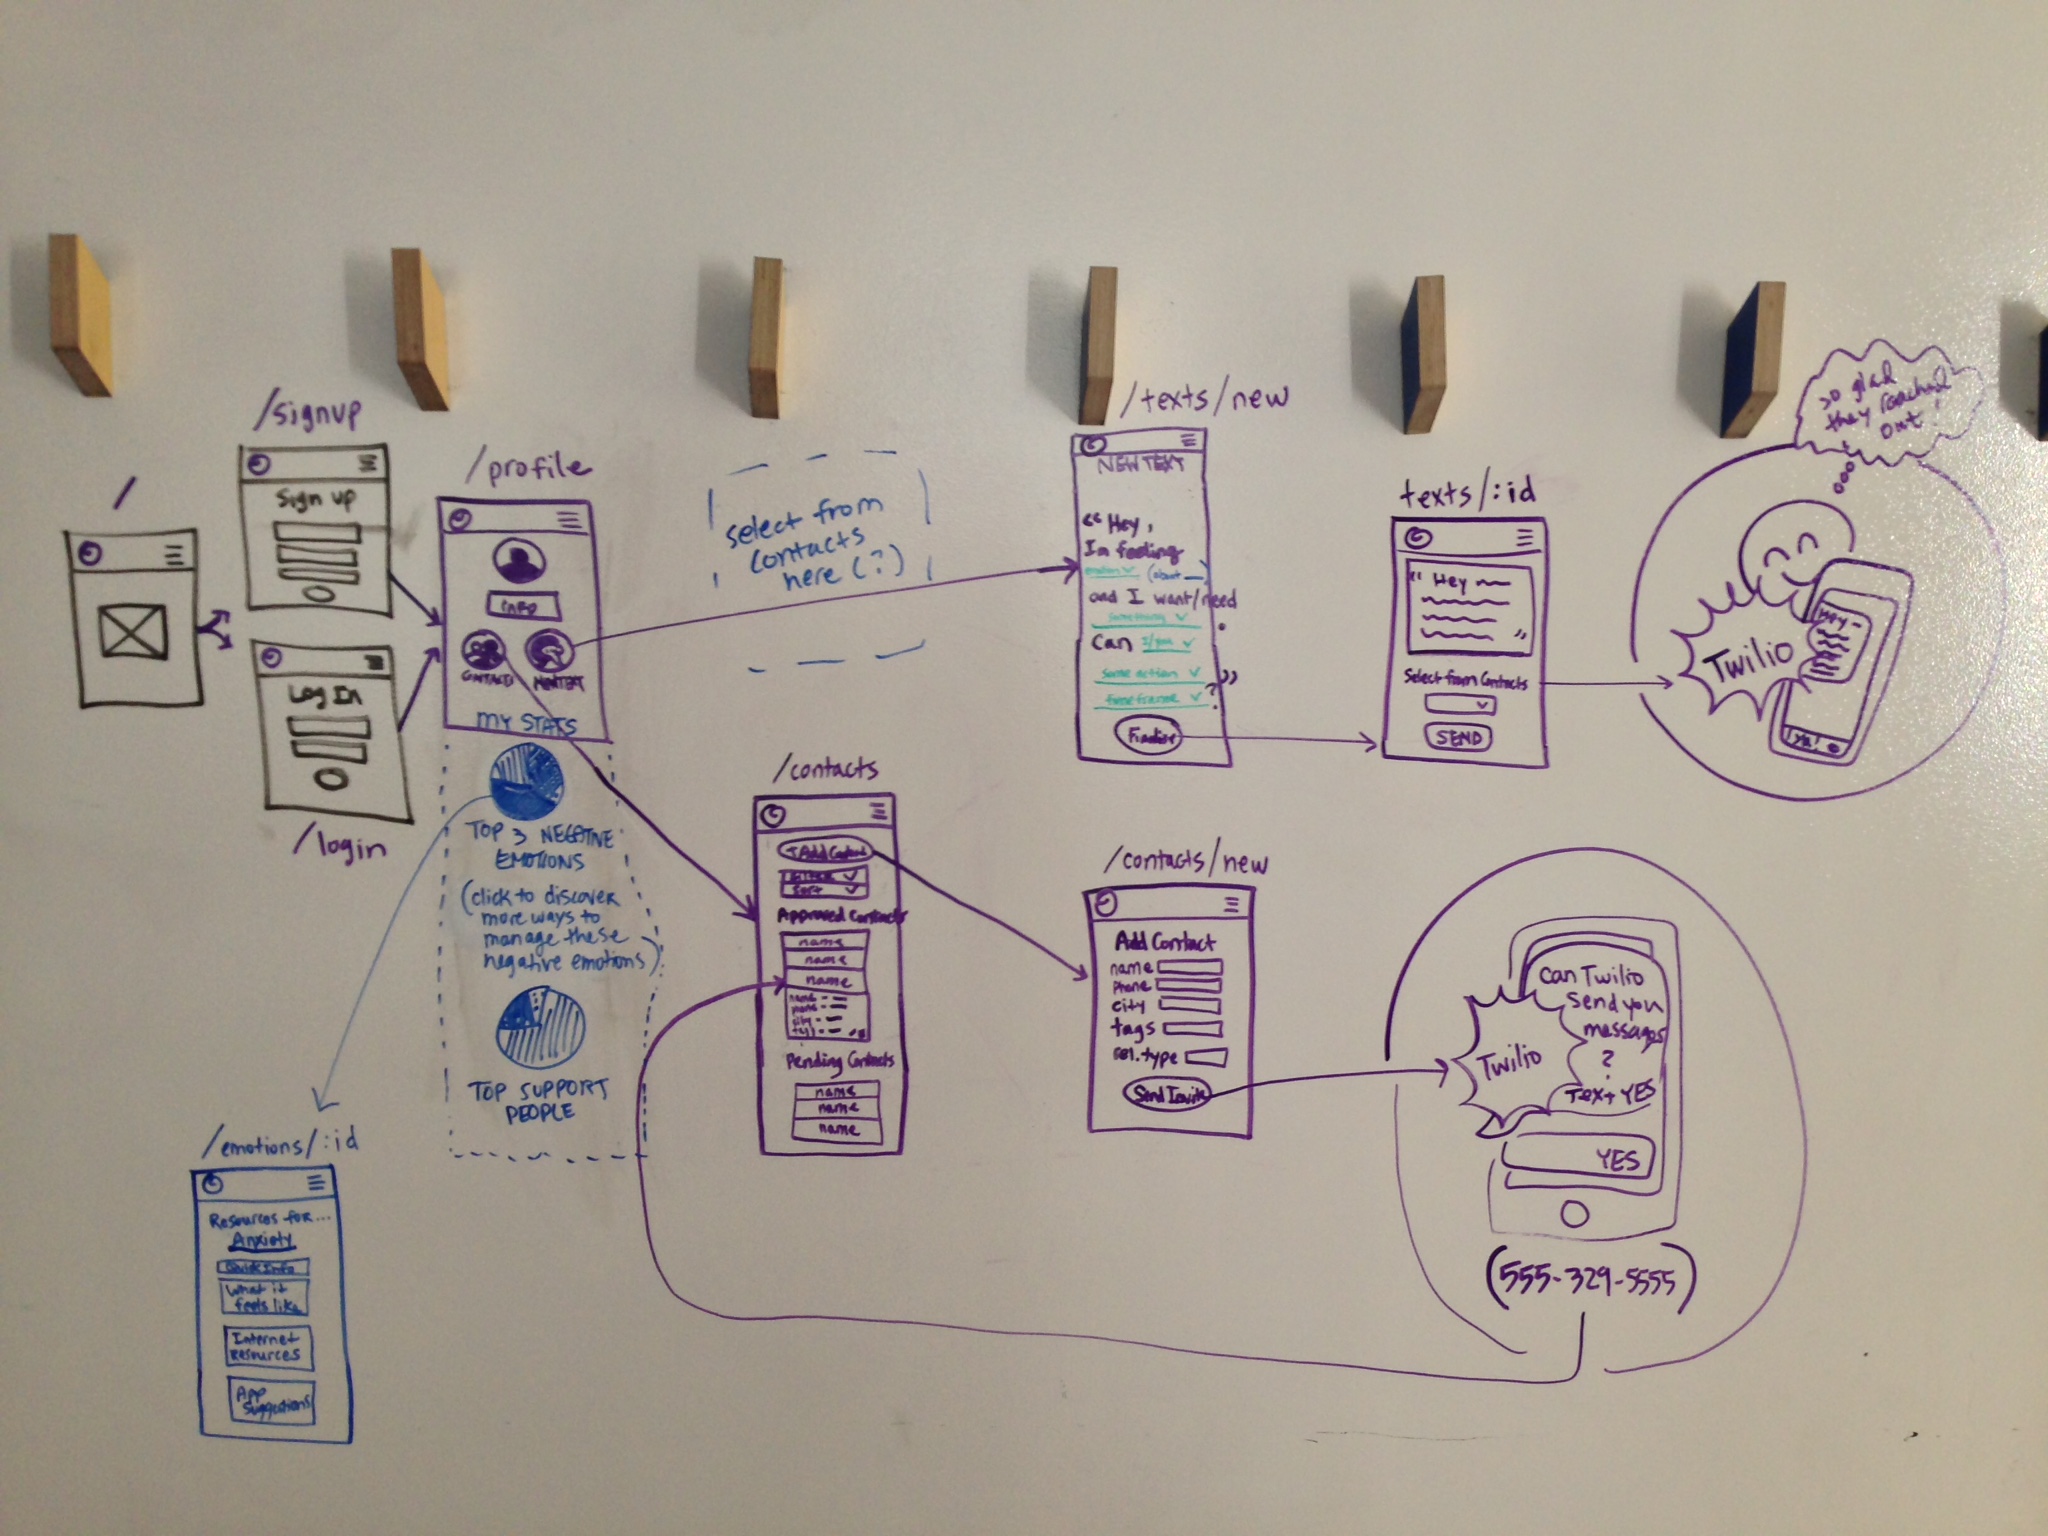 /
/signup
Sign up
Log In
/login
/profile
INFO
CONTACTS
NEW TEXT
MY STATS
TOP 3 NEGATIVE
EMOTIONS
(click to discover
more ways to
manage these
negative emotions)
TOP SUPPORT
PEOPLE
/emotions/:id
Resources for...
Anxiety
Quick Info
What it
feels like
Internet
Resources
App
Suggestions
select from
contacts
here (?)
/texts/new
NEW TEXT
"Hey,
I'm feeling
emotion (about __)
and I want/need
something .
Can I/you
some action "
timeframe ?
Finalize
texts/:id
"Hey
"
Select from Contacts
SEND
so glad
they reached
out!
Twilio
Hey
Ya!
/contacts
+ Add Contact
filter
sort
Approved Contacts
name
name
name
name -
phone -
city -
tags -
Pending Contacts
name
name
name
/contacts/new
Add Contact
name
Phone
city
tags
rel. type
Send Invite
Twilio
Can Twilio
send you
messages
?
Text YES
YES
(555-329-5555)